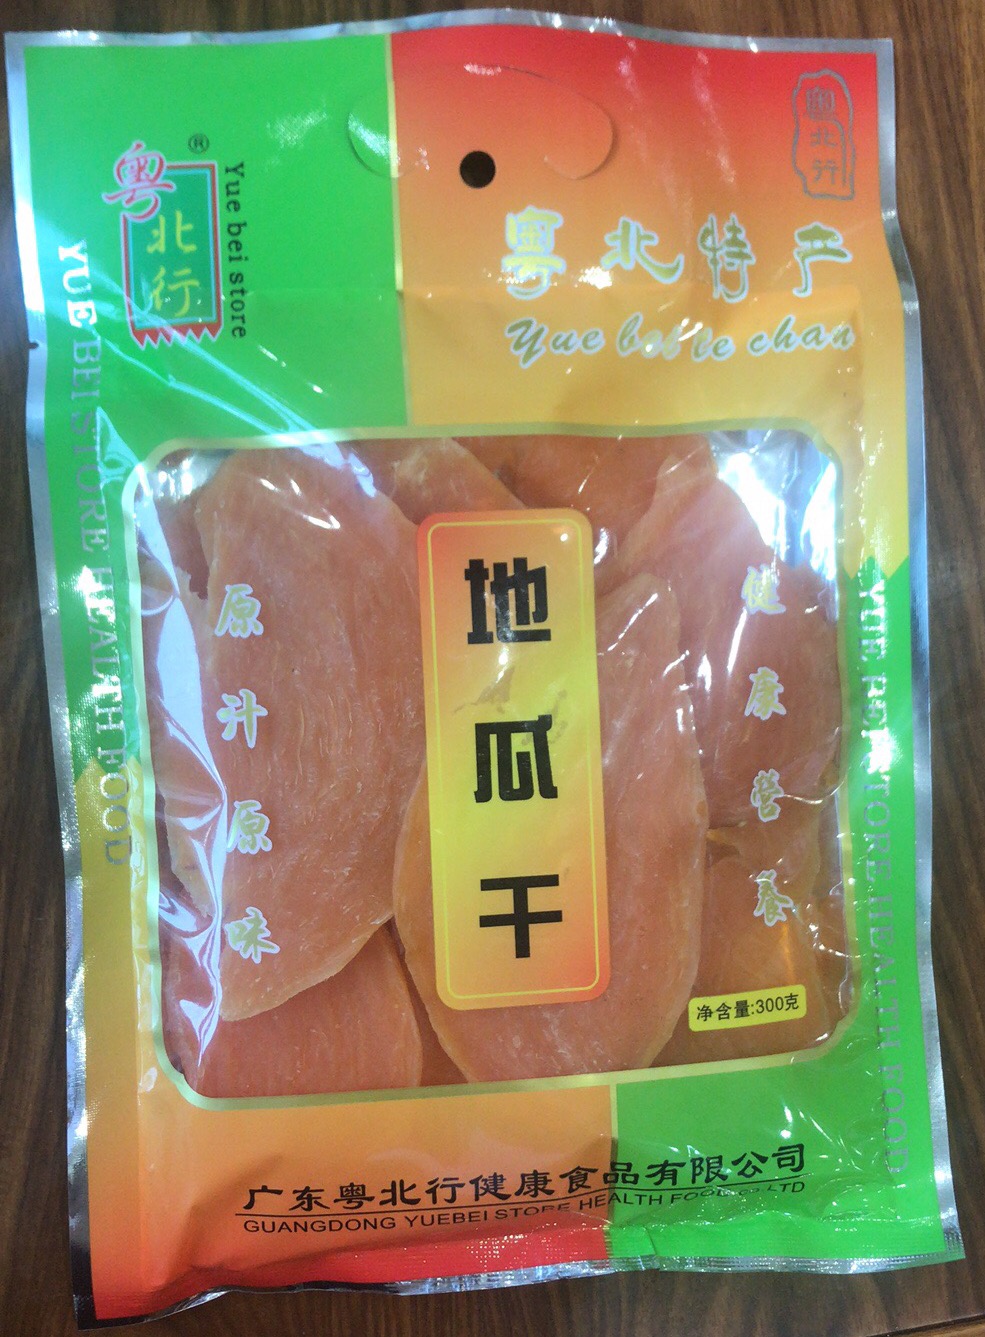 粤北行
®
Yue bei store
粤北行
粤北特产
Yue bei te chan
YUE BEI STORE HEALTH FOOD
原汁原味
地瓜干
健康营养
YUE BEI STORE HEALTH FOOD
净含量:300克
广东粤北行健康食品有限公司
GUANGDONG YUEBEI STORE HEALTH FOOD CO LTD